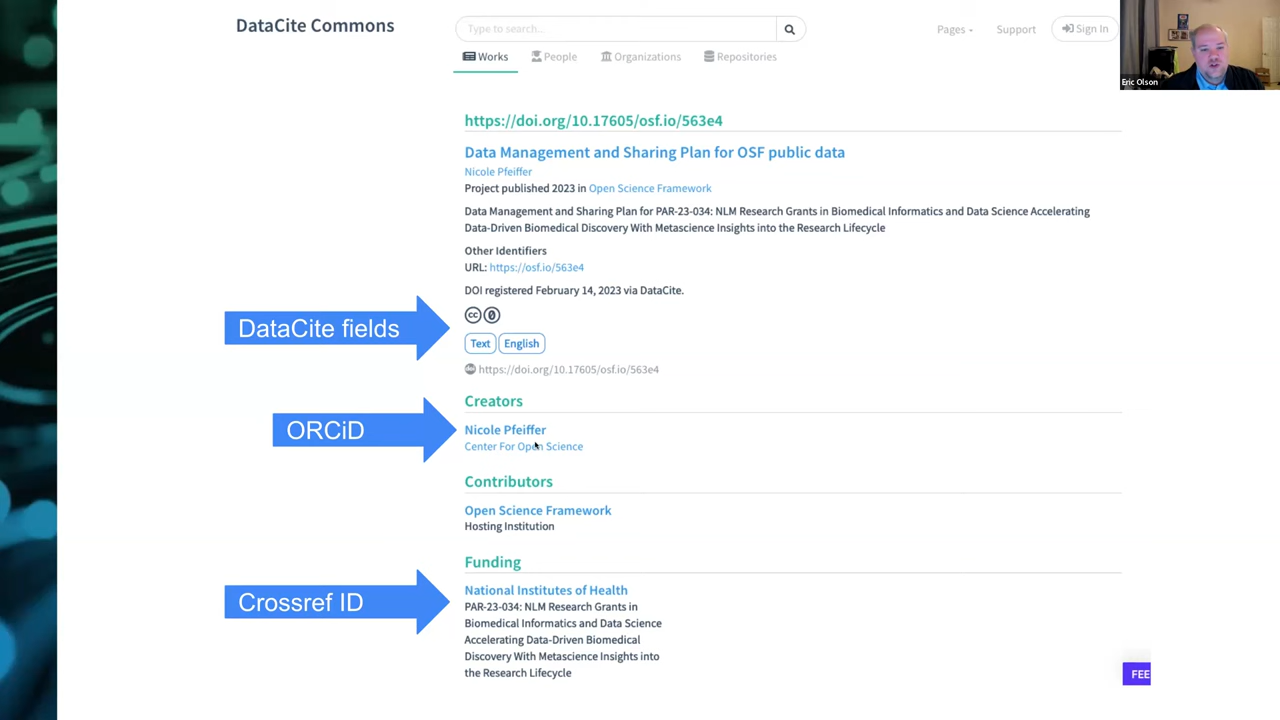 DataCite Commons
Type to search...
Pages
Support
Sign In
Works
People
Organizations
Repositories
Eric Olson
https://doi.org/10.17605/osf.io/563e4
Data Management and Sharing Plan for OSF public data
Nicole Pfeiffer
Project published 2023 in Open Science Framework
Data Management and Sharing Plan for PAR-23-034: NLM Research Grants in Biomedical Informatics and Data Science Accelerating
Data-Driven Biomedical Discovery With Metascience Insights into the Research Lifecycle
Other Identifiers
URL: https://osf.io/563e4
DOI registered February 14, 2023 via DataCite.
cc 0
DataCite fields
Text
English
doi https://doi.org/10.17605/osf.io/563e4
Creators
ORCiD
Nicole Pfeiffer
Center For Open Science
Contributors
Open Science Framework
Hosting Institution
Funding
Crossref ID
National Institutes of Health
PAR-23-034: NLM Research Grants in
Biomedical Informatics and Data Science
Accelerating Data-Driven Biomedical
Discovery With Metascience Insights into
the Research Lifecycle
FEE